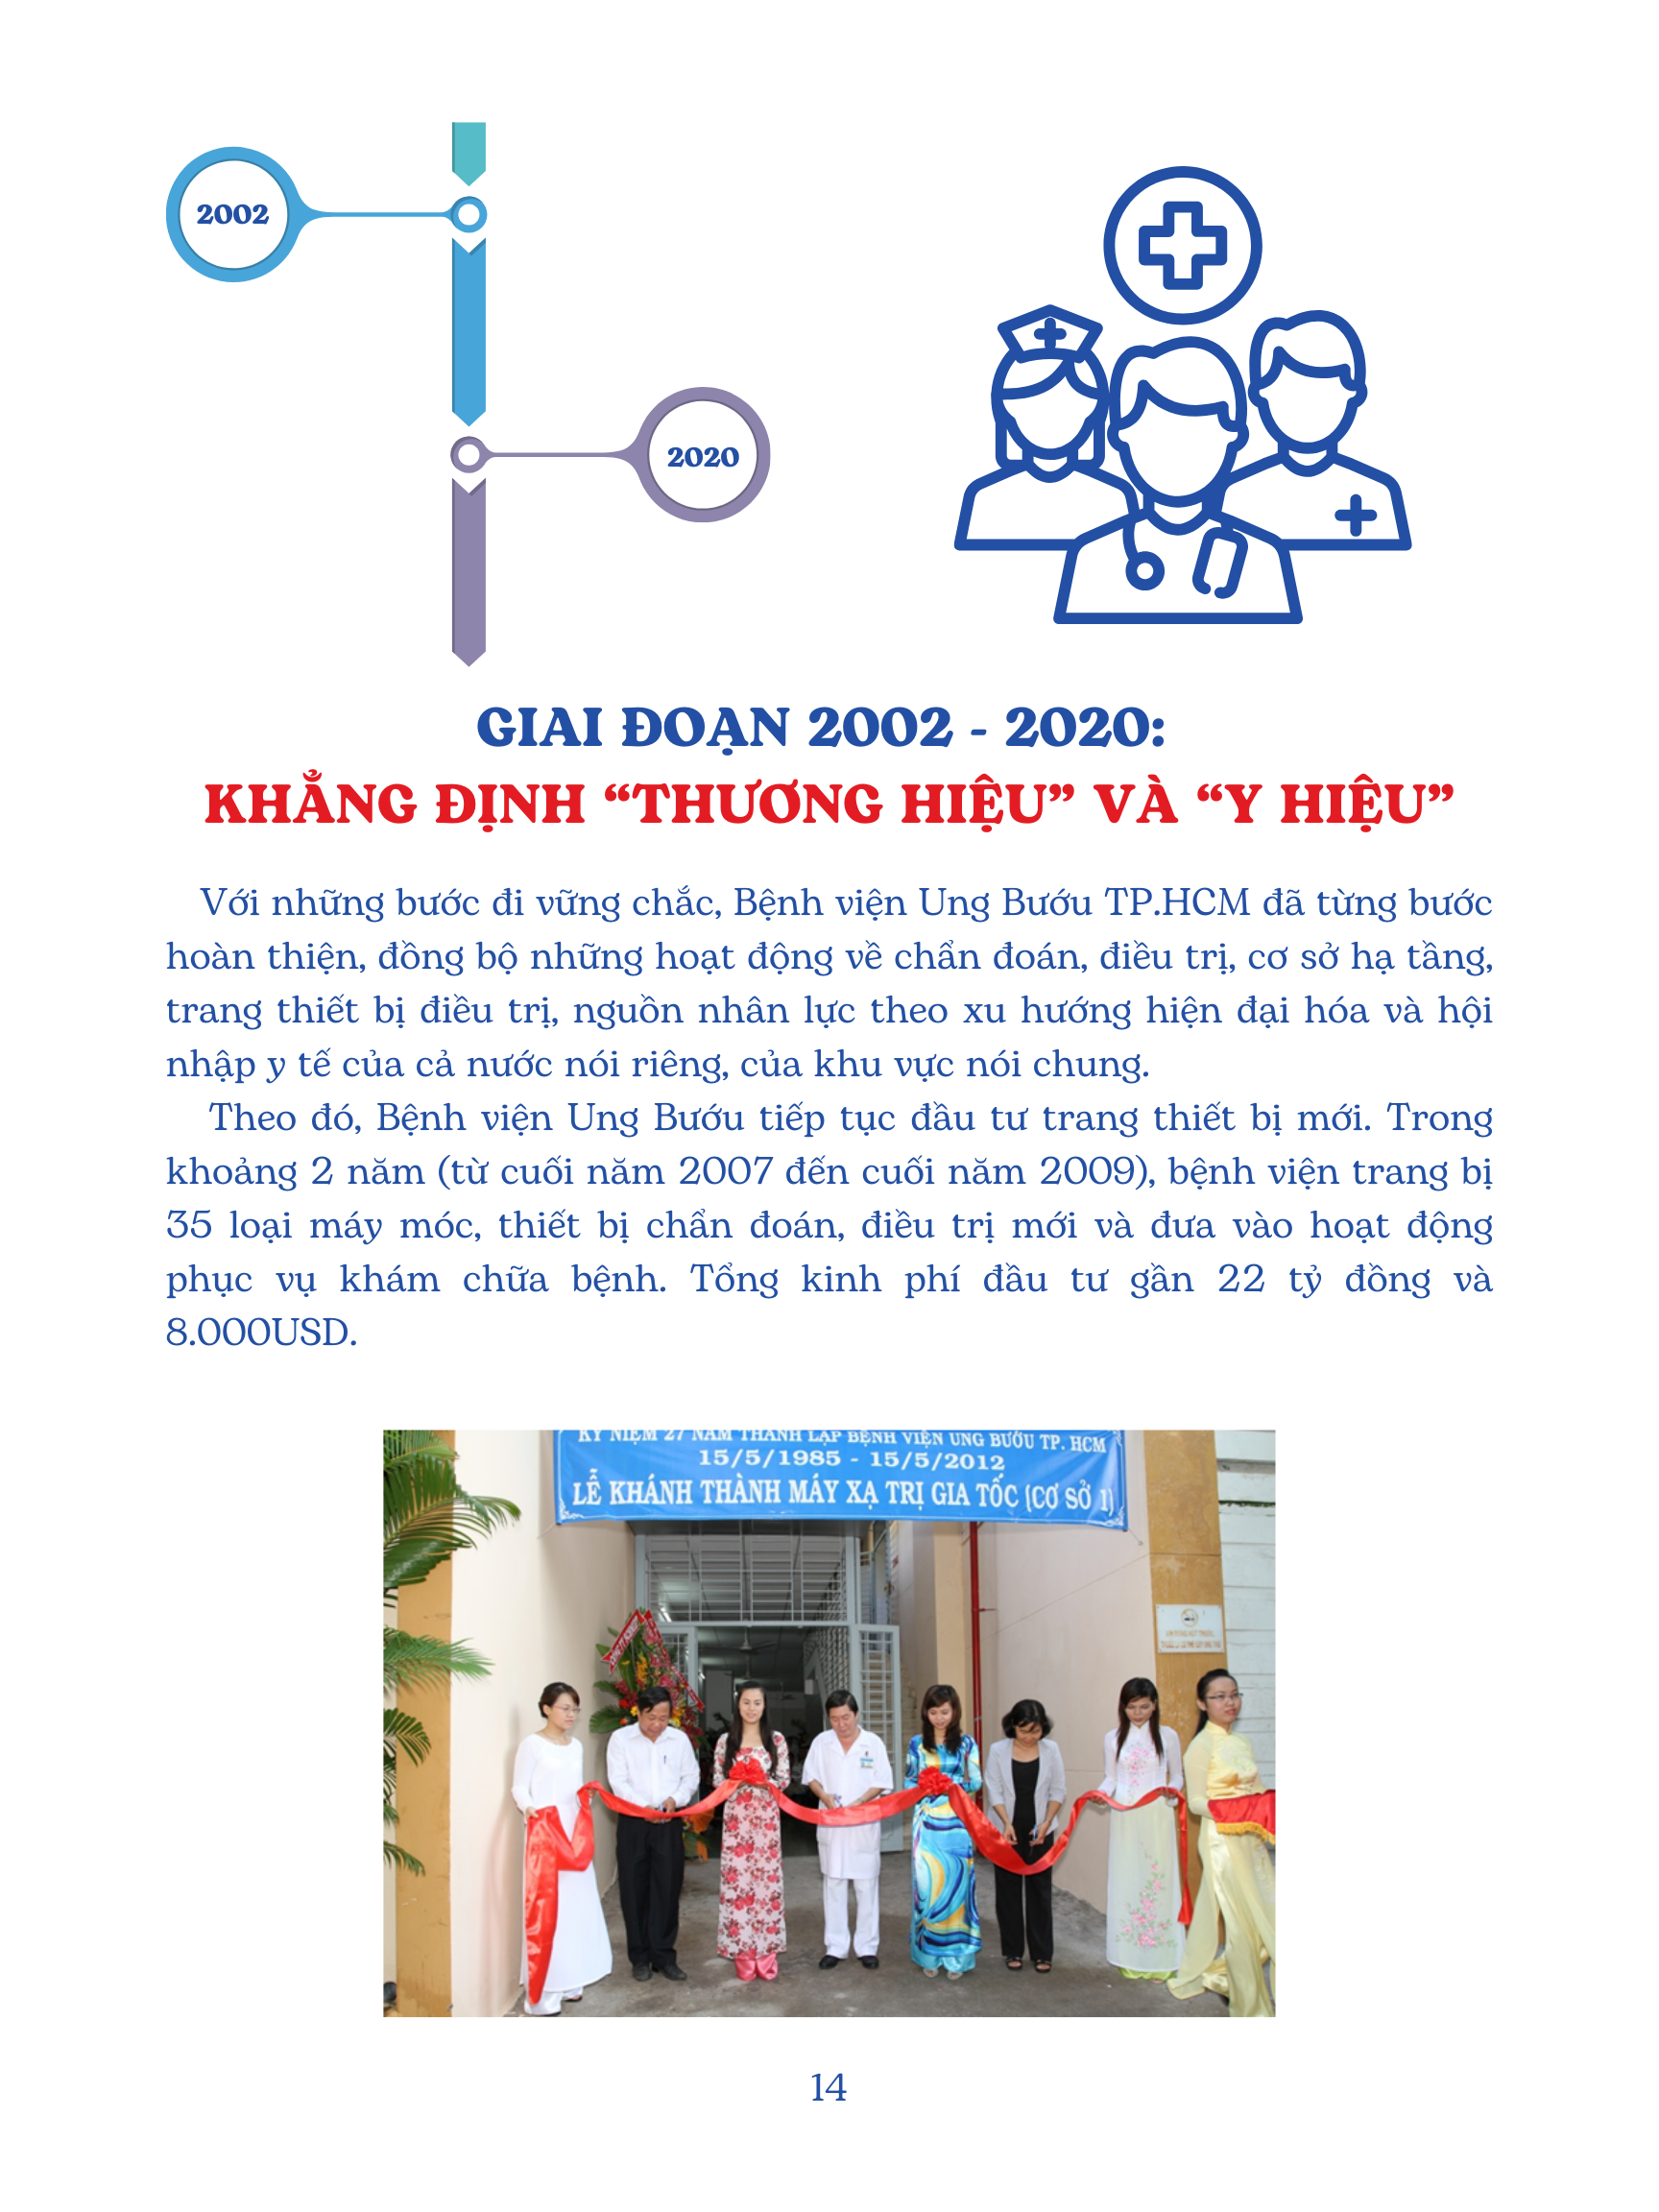 2002
2020
GIAI ĐOẠN 2002 - 2020:
KHẲNG ĐỊNH “THƯƠNG HIỆU” VÀ “Y HIỆU”
Với những bước đi vững chắc, Bệnh viện Ung Bướu TP.HCM đã từng bước
hoàn thiện, đồng bộ những hoạt động về chẩn đoán, điều trị, cơ sở hạ tầng,
trang thiết bị điều trị, nguồn nhân lực theo xu hướng hiện đại hóa và hội
nhập y tế của cả nước nói riêng, của khu vực nói chung.
Theo đó, Bệnh viện Ung Bướu tiếp tục đầu tư trang thiết bị mới. Trong
khoảng 2 năm (từ cuối năm 2007 đến cuối năm 2009), bệnh viện trang bị
35 loại máy móc, thiết bị chẩn đoán, điều trị mới và đưa vào hoạt động
phục vụ khám chữa bệnh. Tổng kinh phí đầu tư gần 22 tỷ đồng và
8.000USD.
KỶ NIỆM 27 NĂM THÀNH LẬP BỆNH VIỆN UNG BƯỚU TP. HCM
15/5/1985 - 15/5/2012
LỄ KHÁNH THÀNH MÁY XẠ TRỊ GIA TỐC (CƠ SỞ 1)
14